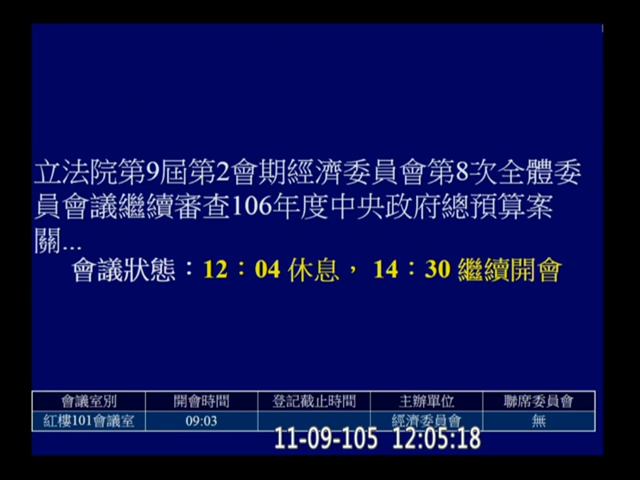 立法院第9屆第2會期經濟委員會第8次全體委
員會議繼續審查106年度中央政府總預算案
關...
會議狀態：12：04 休息， 14：30 繼續開會
會議室別 開會時間 登記截止時間 主辦單位 聯席委員會
紅樓101會議室 09:03 經濟委員會 無
11-09-105 12:05:18